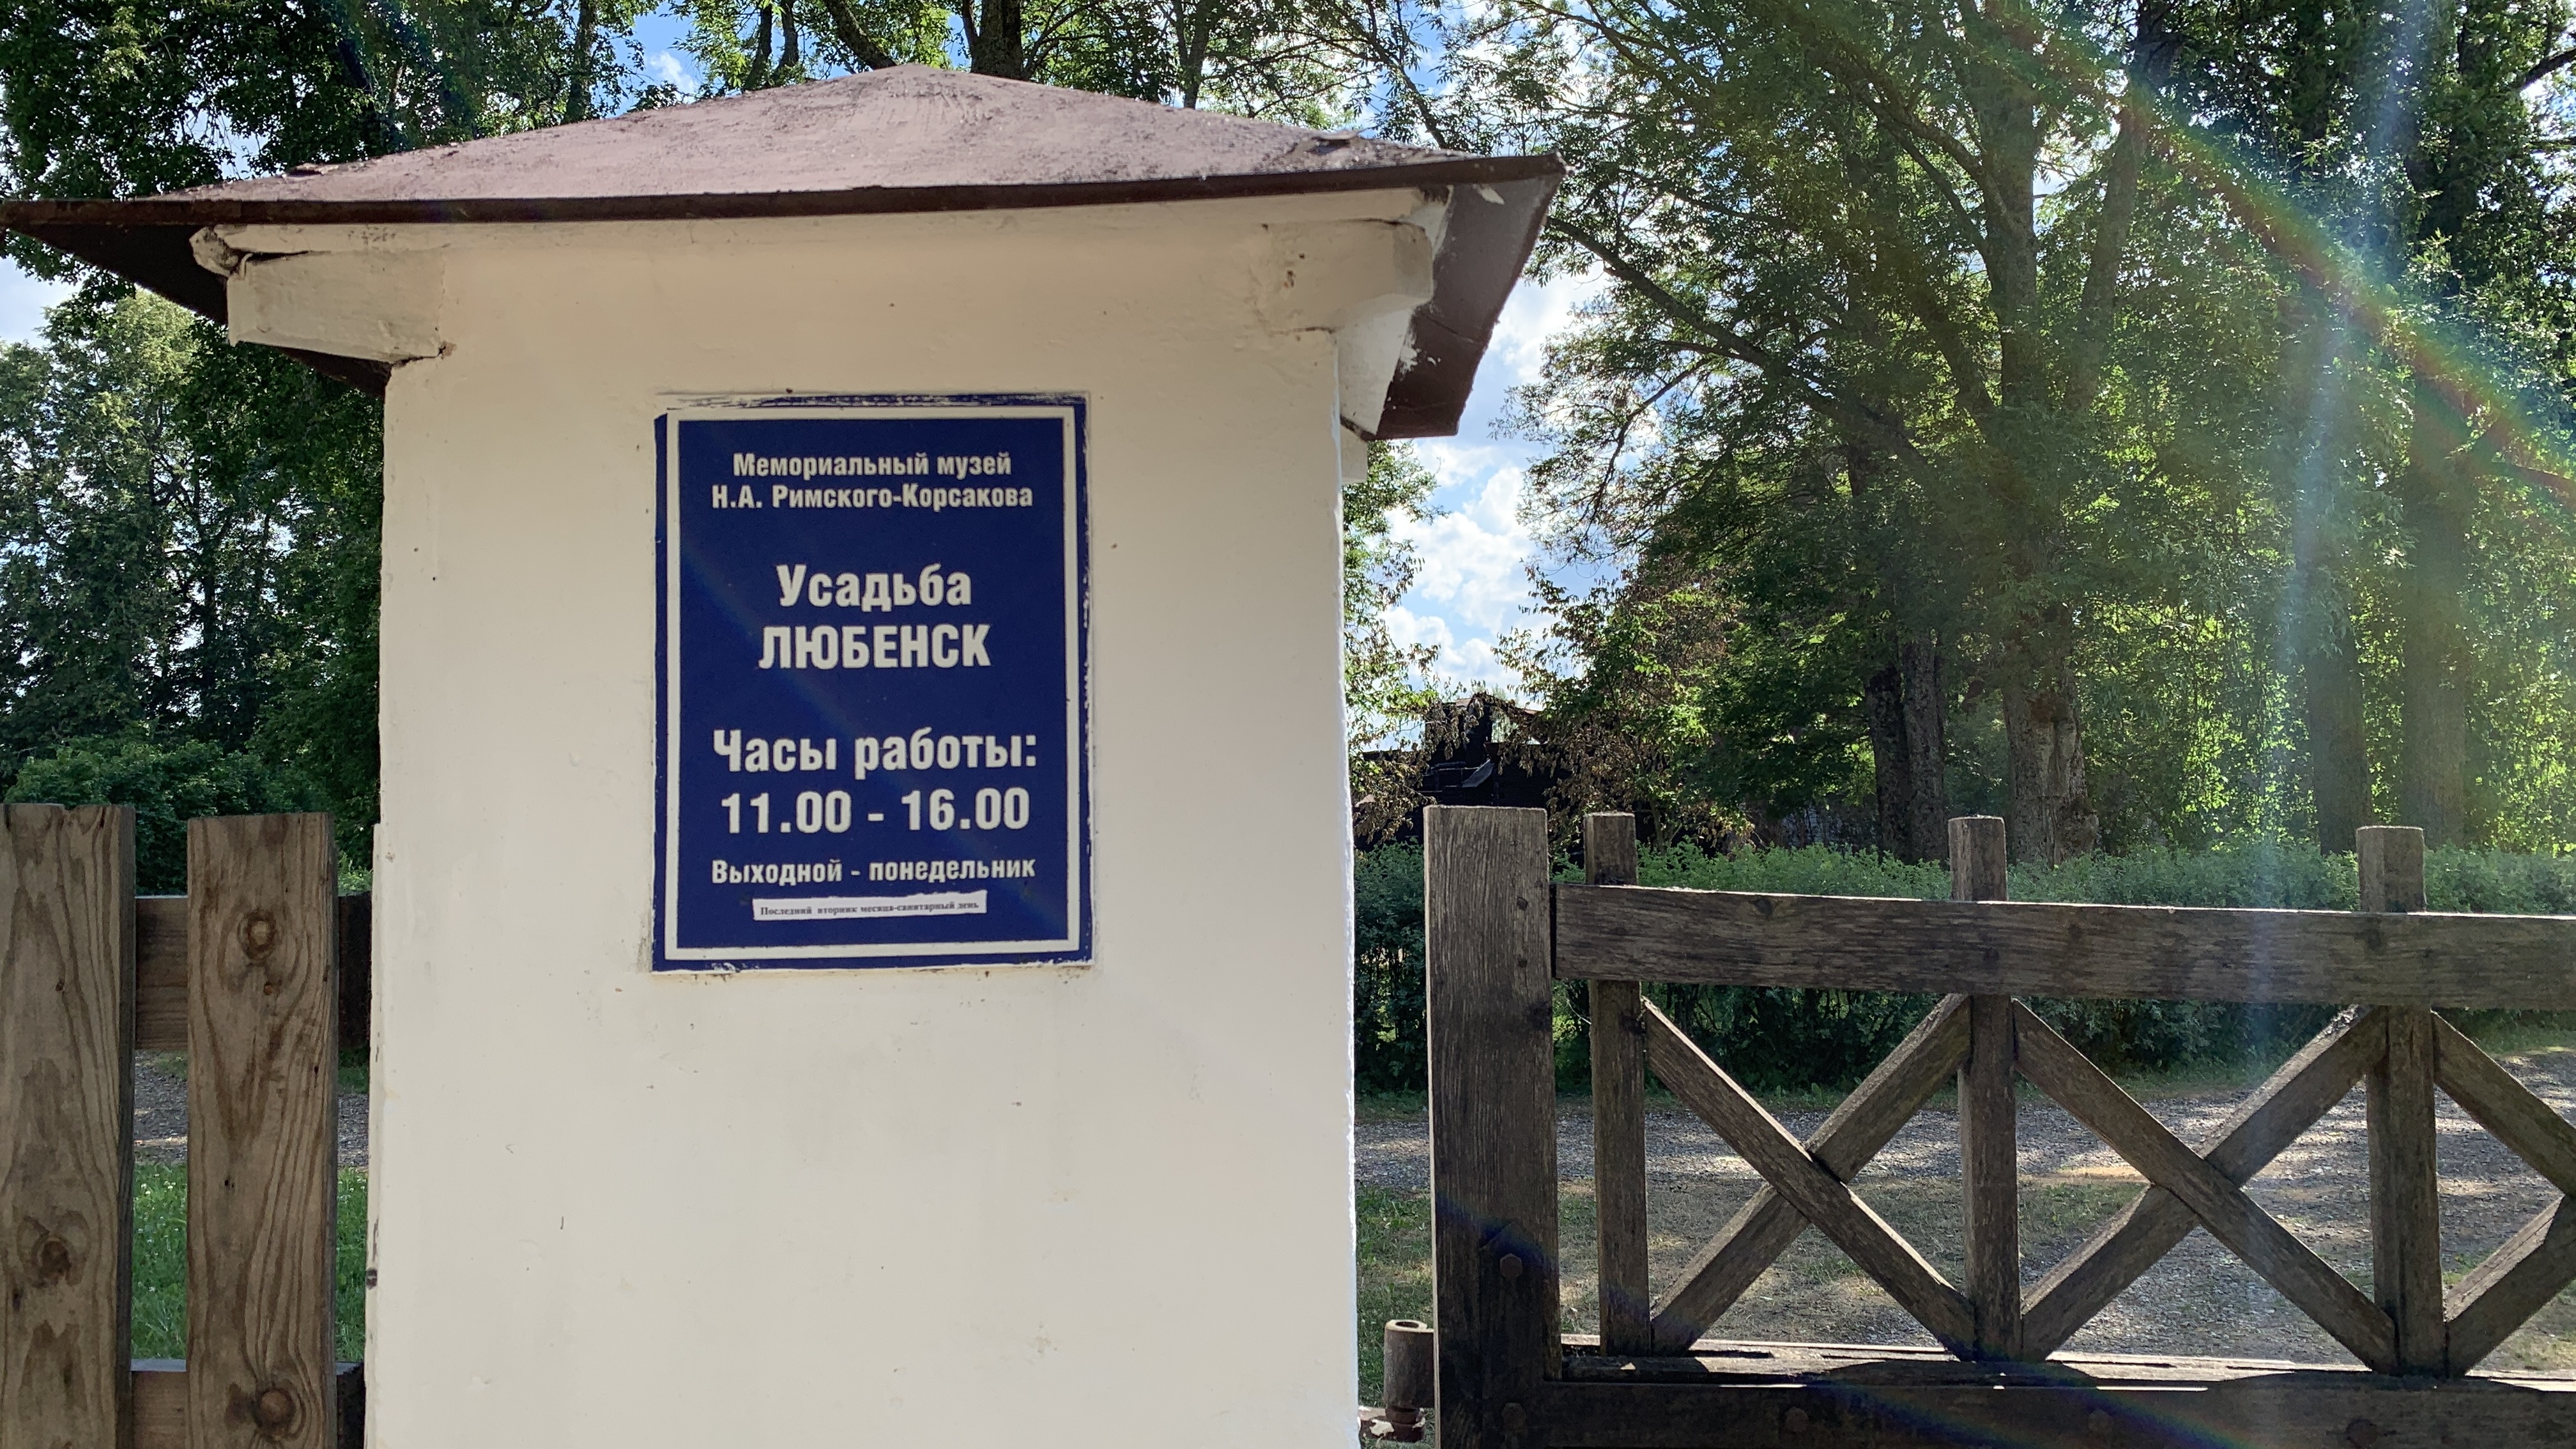 Мемориальный музей
Н.А. Римского-Корсакова
Усадьба
ЛЮБЕНСК
Часы работы:
11.00 - 16.00
Выходной - понедельник
Последний вторник месяца-санитарный день